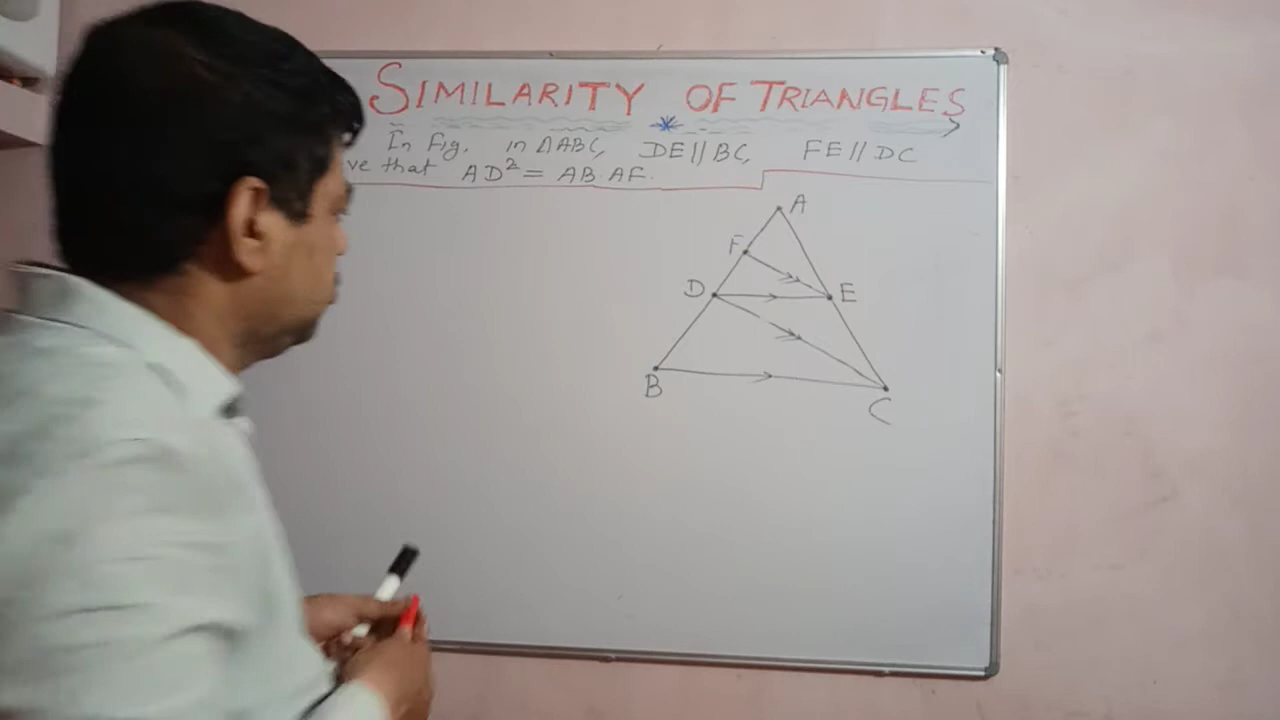 SIMILARITY OF TRIANGLES
In Fig. in ΔABC, DE||BC, FE||DC
ve that AD² = AB.AF.
A
F
D E
B
C